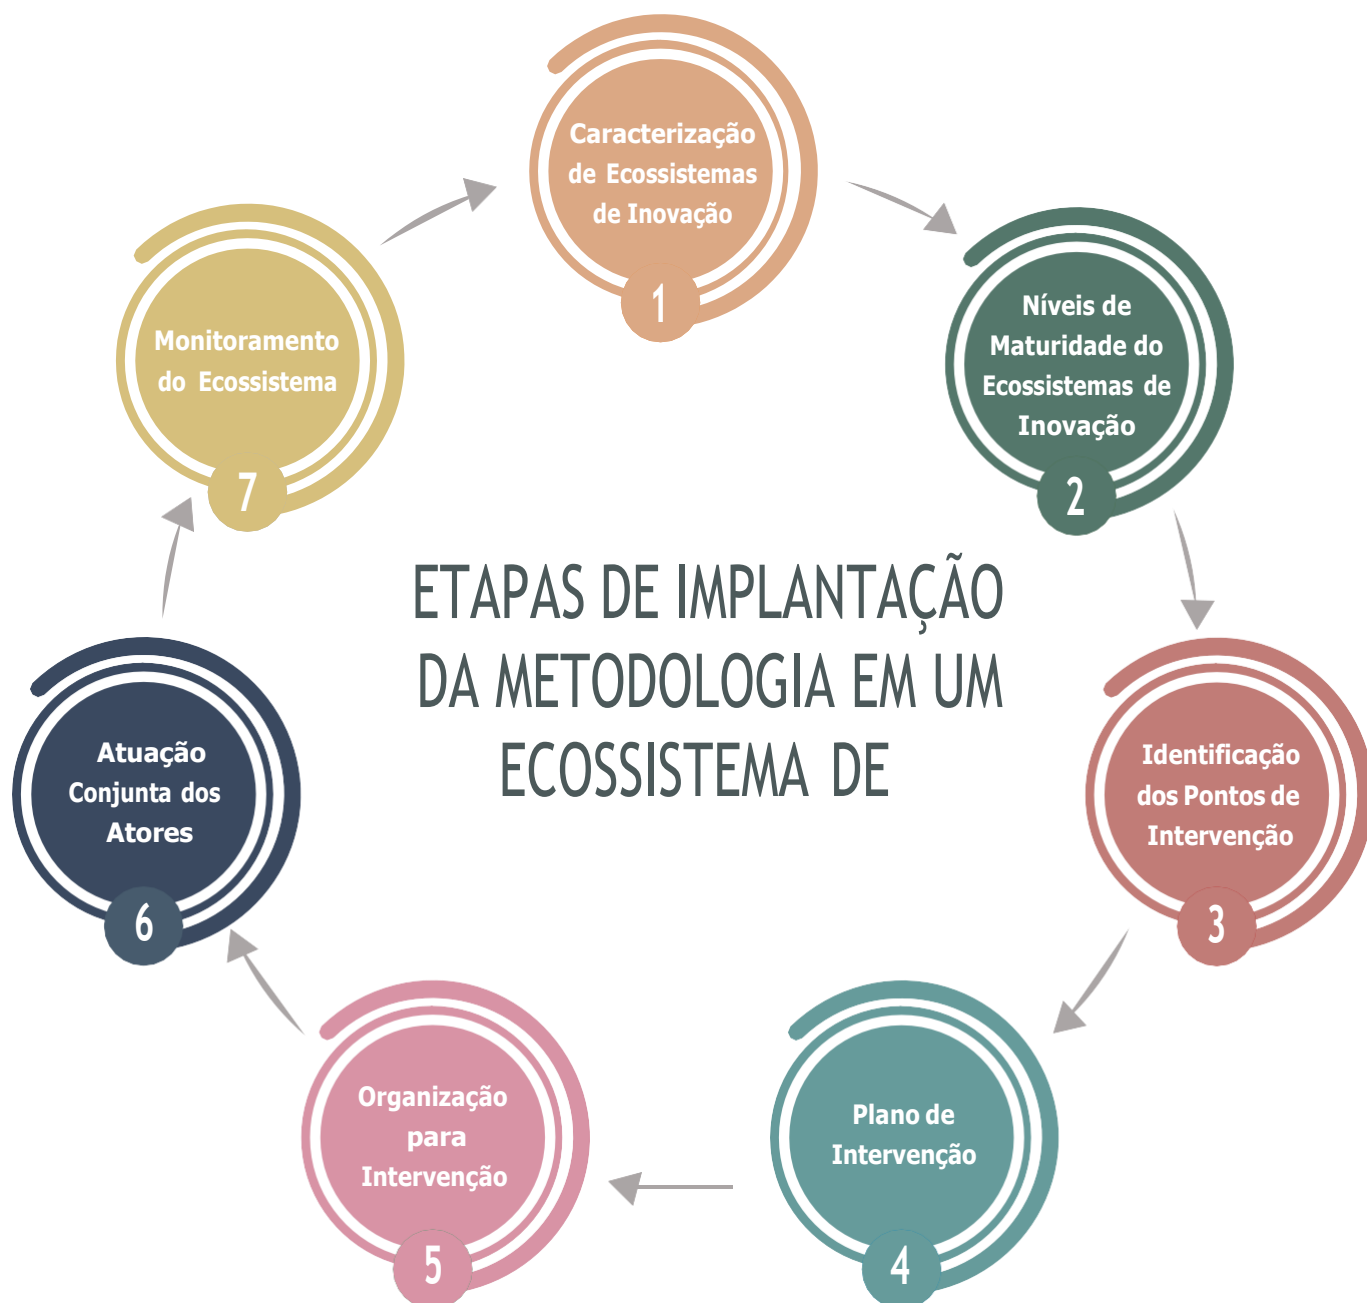 Caracterização
de Ecossistemas
de Inovação
1
Níveis de
Maturidade do
Ecossistemas de
Inovação
2
Identificação
dos Pontos de
Intervenção
3
Plano de
Intervenção
4
Organização
para
Intervenção
5
Atuação
Conjunta dos
Atores
6
Monitoramento
do Ecossistema
7
ETAPAS DE IMPLANTAÇÃO
DA METODOLOGIA EM UM
ECOSSISTEMA DE